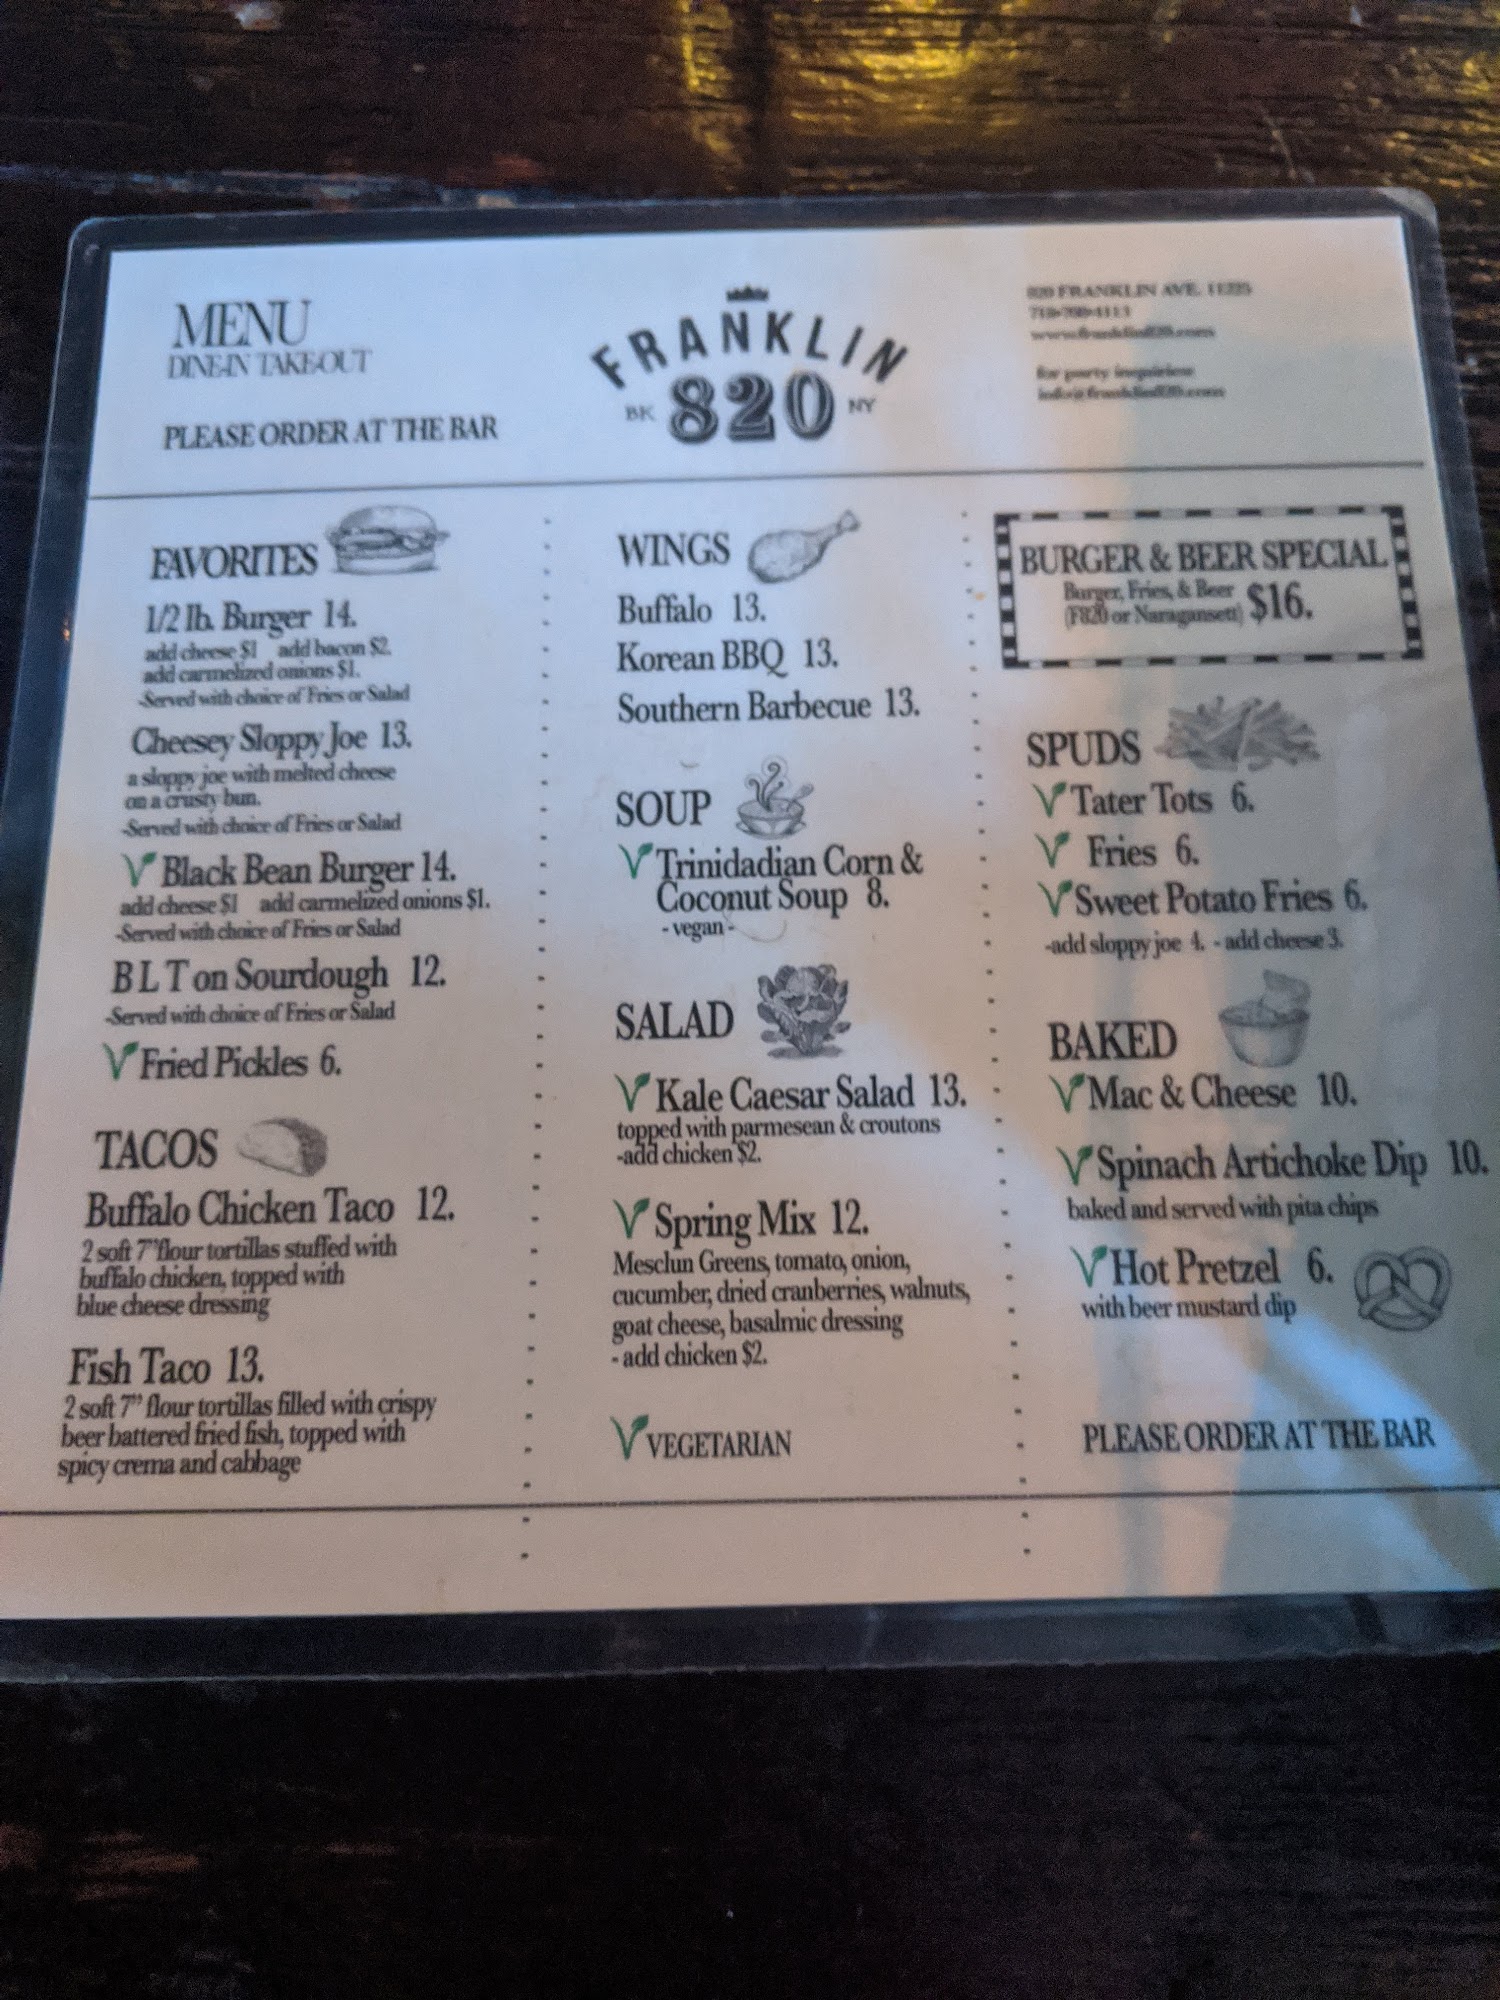 MENU
DINE-IN TAKE-OUT
PLEASE ORDER AT THE BAR
FRANKLIN
BK 820 NY
820 FRANKLIN AVE. 11225
www.franklin820.com
for party inquiries
info@franklin820.com
FAVORITES
1/2 lb. Burger 14.
add cheese $1 add bacon $2.
add carmelized onions $1.
-Served with choice of Fries or Salad
Cheesey Sloppy Joe 13.
a sloppy joe with melted cheese
on a crusty bun.
-Served with choice of Fries or Salad
V Black Bean Burger 14.
add cheese $1 add carmelized onions $1.
-Served with choice of Fries or Salad
B L T on Sourdough 12.
-Served with choice of Fries or Salad
V Fried Pickles 6.
TACOS
Buffalo Chicken Taco 12.
2 soft 7" flour tortillas stuffed with
buffalo chicken, topped with
blue cheese dressing
Fish Taco 13.
2 soft 7" flour tortillas filled with crispy
beer battered fried fish, topped with
spicy crema and cabbage
WINGS
Buffalo 13.
Korean BBQ 13.
Southern Barbecue 13.
SOUP
V Trinidadian Corn &
Coconut Soup 8.
- vegan -
SALAD
V Kale Caesar Salad 13.
topped with parmesean & croutons
-add chicken $2.
V Spring Mix 12.
Mesclun Greens, tomato, onion,
cucumber, dried cranberries, walnuts,
goat cheese, basalmic dressing
- add chicken $2.
V VEGETARIAN
BURGER & BEER SPECIAL
Burger, Fries, & Beer
(F820 or Naragansett) $16.
SPUDS
V Tater Tots 6.
V Fries 6.
V Sweet Potato Fries 6.
-add sloppy joe 4. - add cheese 3.
BAKED
V Mac & Cheese 10.
V Spinach Artichoke Dip 10.
baked and served with pita chips
V Hot Pretzel 6.
with beer mustard dip
PLEASE ORDER AT THE BAR